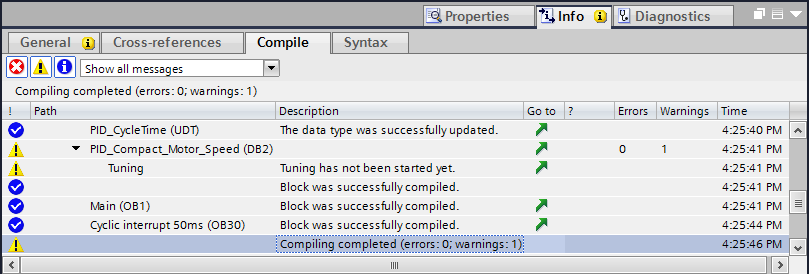 Properties Info Diagnostics
General Cross-references Compile Syntax
Show all messages
Compiling completed (errors: 0; warnings: 1)
! Path Description Go to ? Errors Warnings Time
PID_CycleTime (UDT) The data type was successfully updated. 4:25:40 PM
PID_Compact_Motor_Speed (DB2) 0 1 4:25:41 PM
Tuning Tuning has not been started yet. 4:25:41 PM
Block was successfully compiled. 4:25:41 PM
Main (OB1) Block was successfully compiled. 4:25:41 PM
Cyclic interrupt 50ms (OB30) Block was successfully compiled. 4:25:44 PM
Compiling completed (errors: 0; warnings: 1) 4:25:46 PM